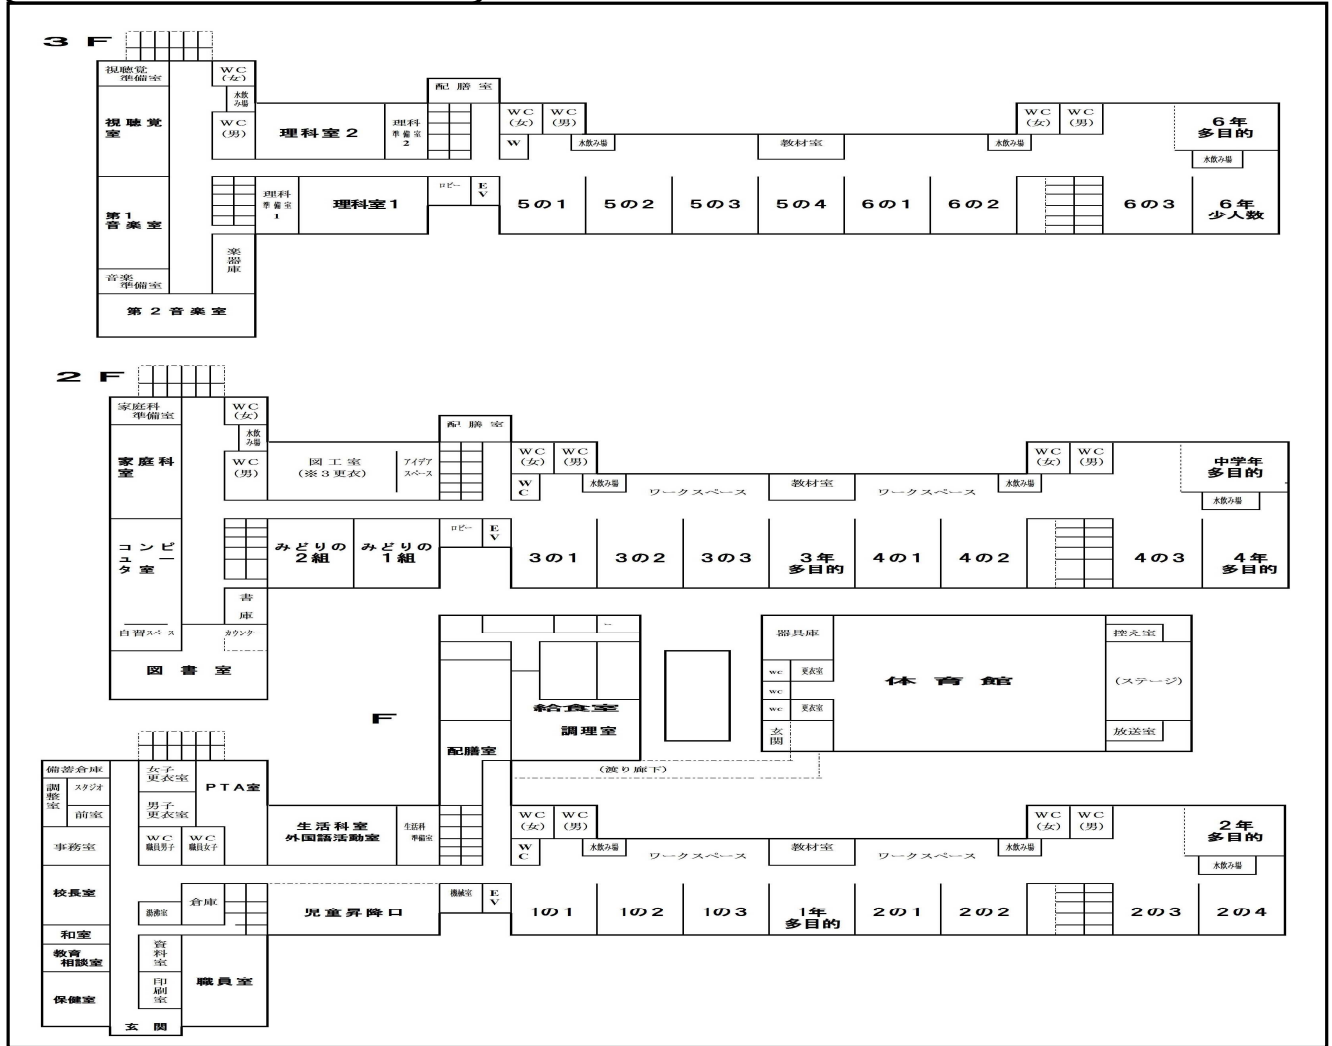 3 F
視聴覚
準備室
WC
(女)
水飲
み場
配 膳 室
視 聴 覚
室
WC
(男)
理科室2
理科
準備室
2
WC
(女)
WC
(男)
W
水飲み場
教材室
水飲み場
WC
(女)
WC
(男)
6年
多目的
水飲み場
第1
音楽室
理科
準備室
1
理科室1
ロビー
E
V
5の1
5の2
5の3
5の4
6の1
6の2
6の3
6年
少人数
楽
器
庫
音楽
準備室
第2音楽室
2 F
家庭科
準備室
WC
(女)
水飲
み場
配 膳 室
家庭科
室
WC
(男)
図工室
(※3更衣)
アイデア
スペース
WC
(女)
WC
(男)
W
C
水飲み場
ワークスペース
教材室
ワークスペース
水飲み場
WC
(女)
WC
(男)
中学年
多目的
水飲み場
コンピ
ュー
タ室
みどりの
2組
みどりの
1組
ロビー
E
V
3の1
3の2
3の3
3年
多目的
4の1
4の2
4の3
4年
多目的
書
庫
自習スペース
カウンター
図 書 室
F
給食室
調理室
配膳室
器具庫
wc
更衣室
wc
wc
更衣室
玄
関
体 育 館
控え室
(ステージ)
放送室
(渡り廊下)
備蓄倉庫
調
整
室
スタジオ
前室
女子
更衣室
男子
更衣室
PTA室
事務室
WC
職員男子
WC
職員女子
生活科室
外国語活動室
生活科
準備室
WC
(女)
WC
(男)
W
C
水飲み場
ワークスペース
教材室
ワークスペース
水飲み場
WC
(女)
WC
(男)
2年
多目的
水飲み場
校長室
湯沸室
倉庫
児童昇降口
機械室
E
V
1の1
1の2
1の3
1年
多目的
2の1
2の2
2の3
2の4
和室
教育
相談室
資
料
室
職員室
保健室
印
刷
室
玄 関